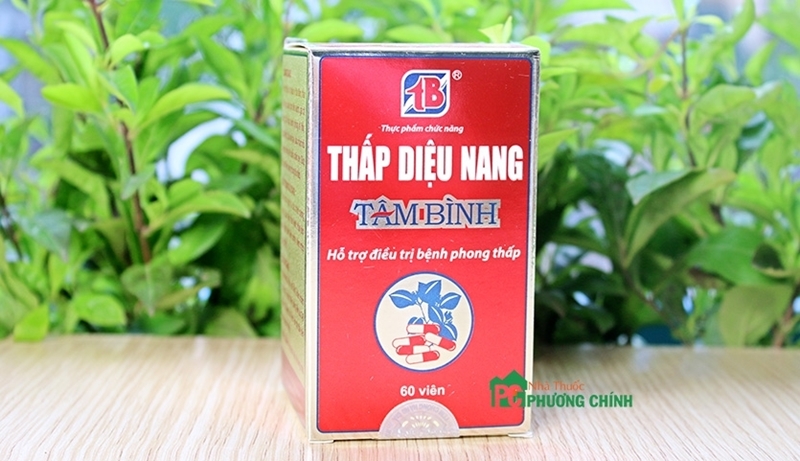 tB®
Thực phẩm chức năng
THẤP DIỆU NANG
TÂM BÌNH
Hỗ trợ điều trị bệnh phong thấp
60 viên
PC
Nhà Thuốc
PHƯƠNG CHÍNH